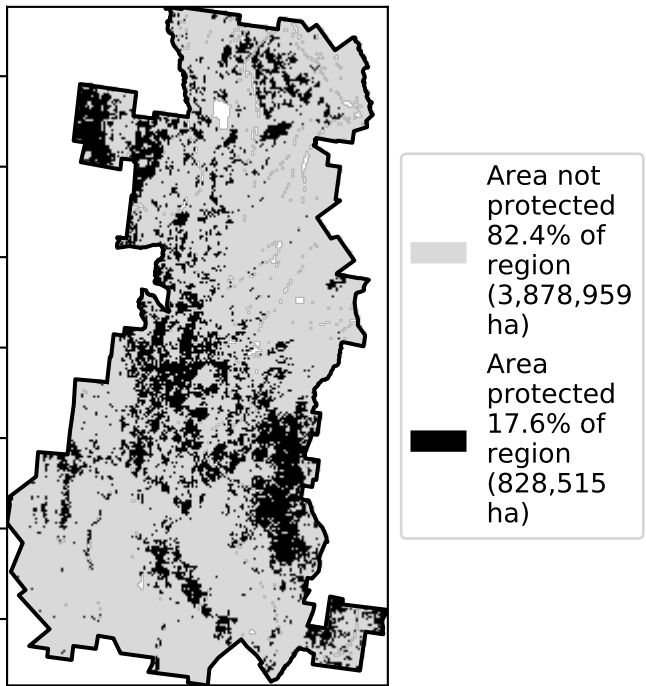 Area not
protected
82.4% of
region
(3,878,959
ha)
Area
protected
17.6% of
region
(828,515
ha)